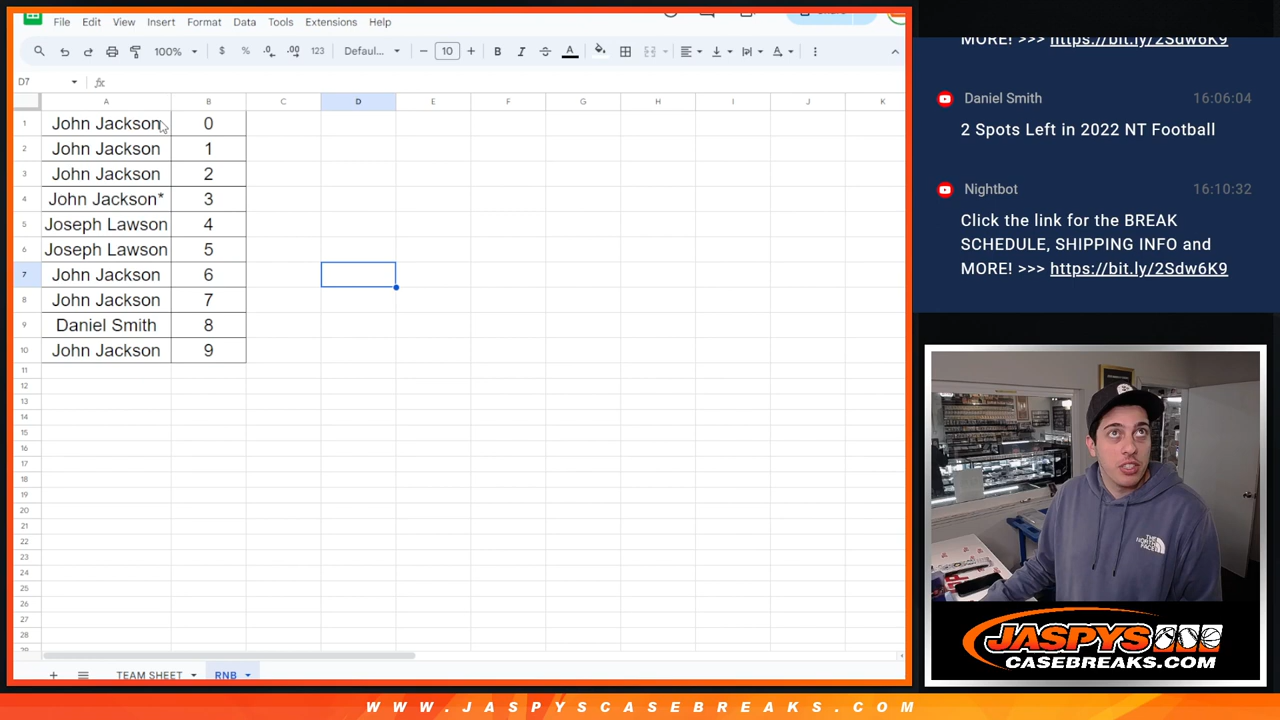 File Edit View Insert Format Data Tools Extensions Help
100% $ % .0 .00 123 Defaul... 10 B I A
D7 fx
A B C D E F G H I J K
1 John Jackson 0
2 John Jackson 1
3 John Jackson 2
4 John Jackson* 3
5 Joseph Lawson 4
6 Joseph Lawson 5
7 John Jackson 6
8 John Jackson 7
9 Daniel Smith 8
10 John Jackson 9
11
12
13
14
15
16
17
18
19
20
21
22
23
24
25
26
27
28
TEAM SHEET RNB
MORE! >>> https://bit.ly/2Sdw6K9
Daniel Smith 16:06:04
2 Spots Left in 2022 NT Football
Nightbot 16:10:32
Click the link for the BREAK
SCHEDULE, SHIPPING INFO and
MORE! >>> https://bit.ly/2Sdw6K9
THE NORTH FACE
JASPYS
CASEBREAKS.COM
WWW.JASPYSCASEBREAKS.COM